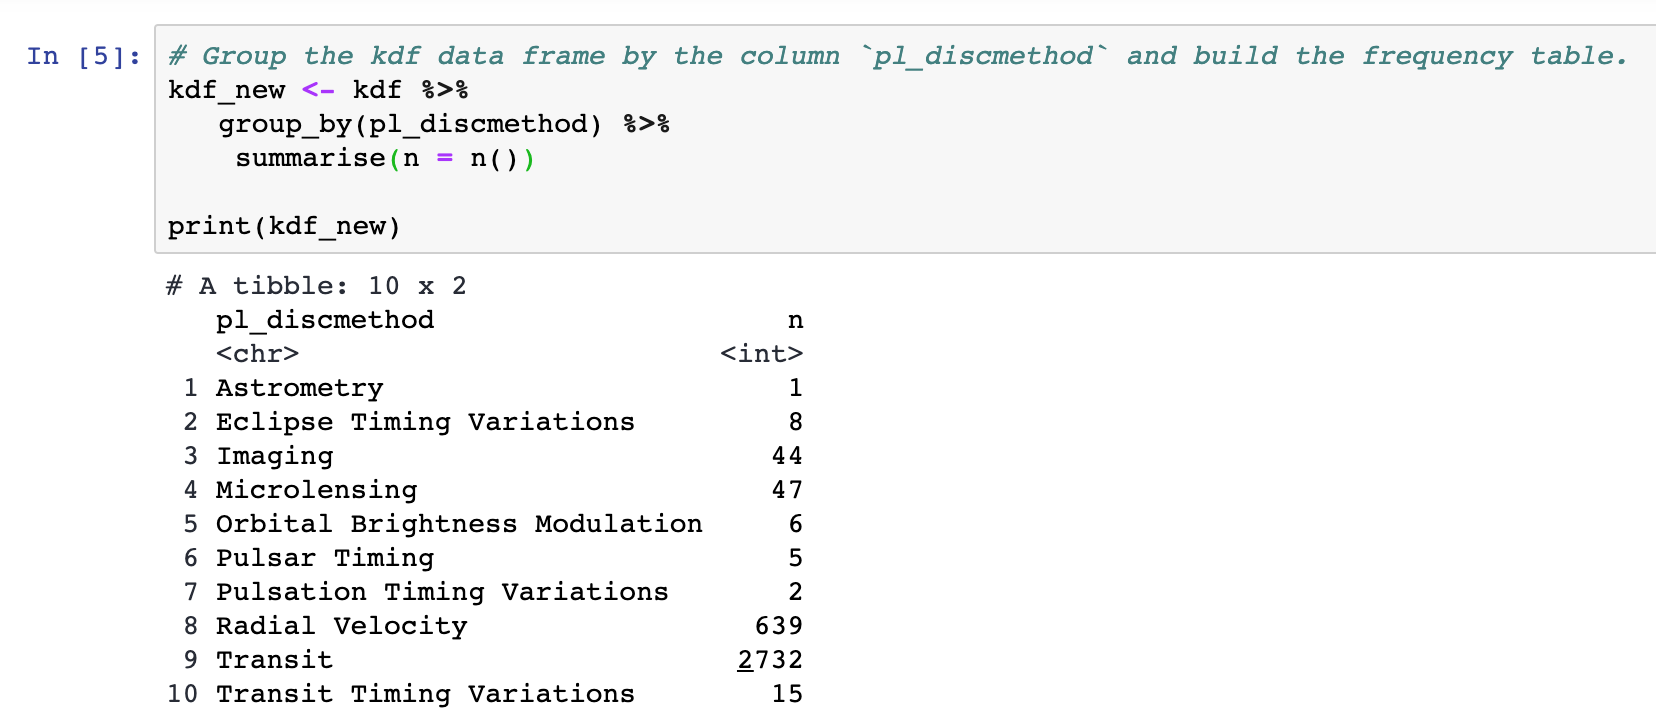 In [5]: # Group the kdf data frame by the column `pl_discmethod` and build the frequency table.
kdf_new <- kdf %>%
   group_by(pl_discmethod) %>%
    summarise(n = n())

print(kdf_new)
# A tibble: 10 x 2
   pl_discmethod                     n
   <chr>                         <int>
 1 Astrometry                        1
 2 Eclipse Timing Variations         8
 3 Imaging                          44
 4 Microlensing                     47
 5 Orbital Brightness Modulation     6
 6 Pulsar Timing                     5
 7 Pulsation Timing Variations       2
 8 Radial Velocity                 639
 9 Transit                        2732
10 Transit Timing Variations        15